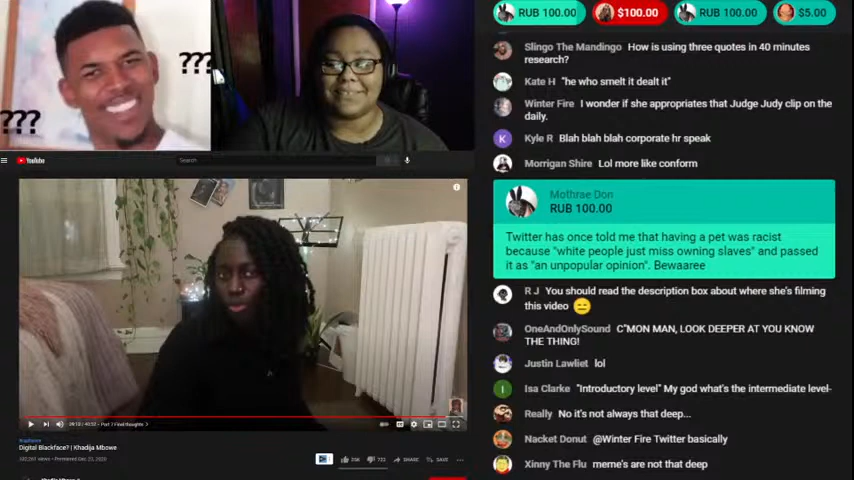 RUB 100.00
$100.00
RUB 100.00
$5.00
???
???
YouTube
Search
Slingo The Mandingo How is using three quotes in 40 minutes
research?
Kate H "he who smelt it dealt it"
Winter Fire I wonder if she appropriates that Judge Judy clip on the
daily.
Kyle R Blah blah blah corporate hr speak
Morrigan Shire Lol more like conform
Mothrae Don
RUB 100.00
Twitter has once told me that having a pet was racist
because "white people just miss owning slaves" and passed
it as "an unpopular opinion". Bewaaree
R J You should read the description box about where she's filming
this video
OneAndOnlySound C"MON MAN, LOOK DEEPER AT YOU KNOW
THE THING!
Justin Lawliet lol
Isa Clarke "Introductory level" My god what's the intermediate level-
Really No it's not always that deep...
Nacket Donut @Winter Fire Twitter basically
Xinny The Flu meme's are not that deep
Digital Blackface? | Khadija Mbowe
SHARE
SAVE